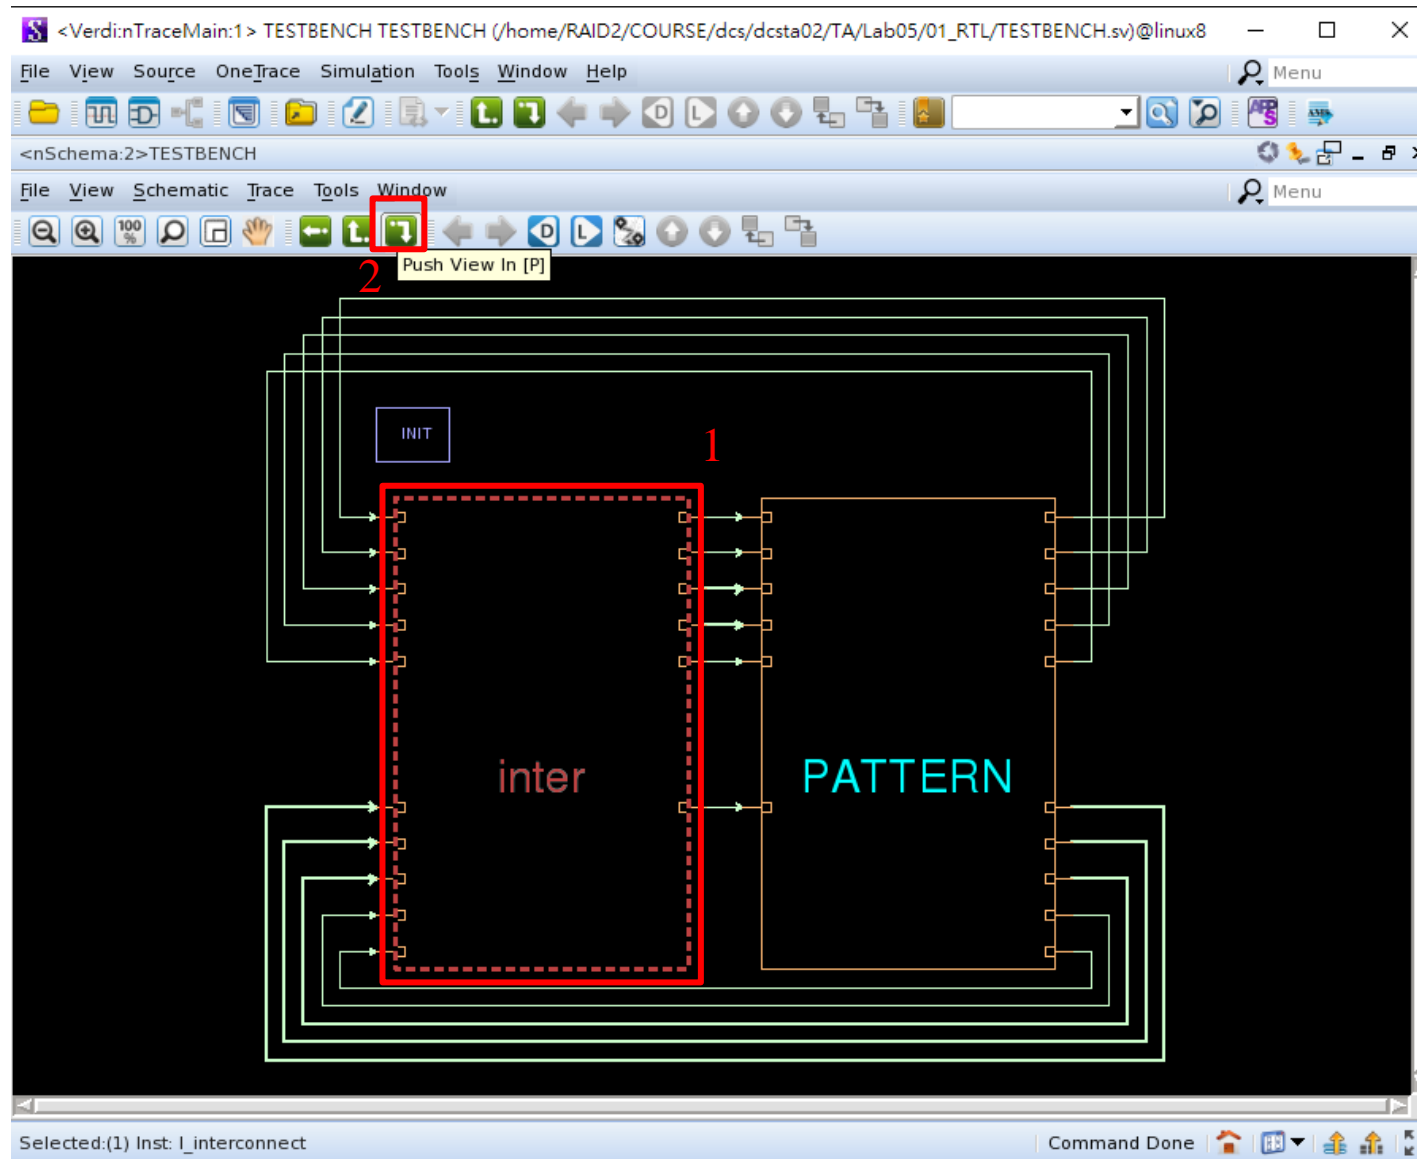 <Verdi:nTraceMain:1> TESTBENCH TESTBENCH (/home/RAID2/COURSE/dcs/dcsta02/TA/Lab05/01_RTL/TESTBENCH.sv)@linux8
File View Source OneTrace Simulation Tools Window Help
Menu
APPS
<nSchema:2>TESTBENCH
File View Schematic Trace Tools Window
Menu
100 %
Push View In [P]
2
INIT
1
inter
PATTERN
Selected:(1) Inst: I_interconnect
Command Done